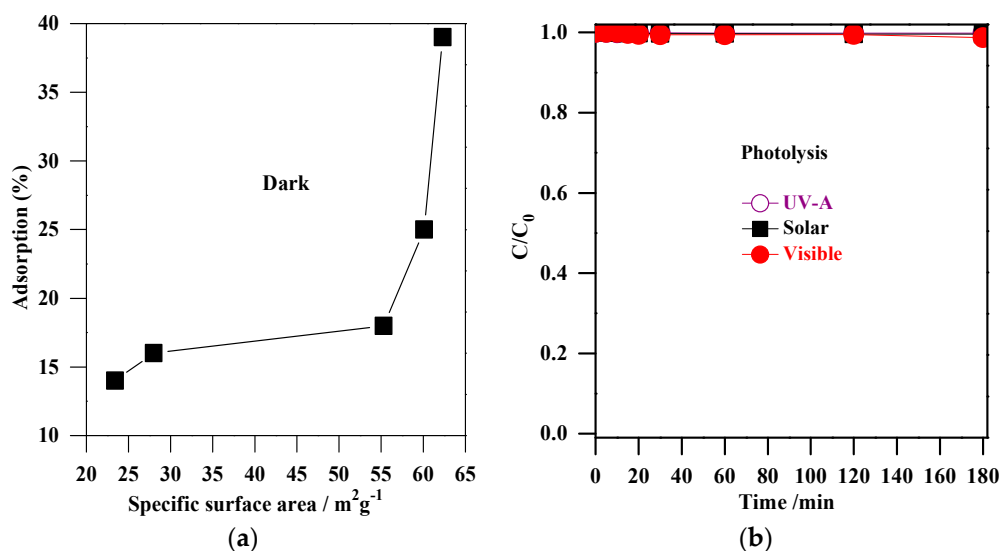 40
35
30
25
20
15
10
Adsorption (%)
Dark
20 25 30 35 40 45 50 55 60 65
Specific surface area / m²g⁻¹
(a)
1.0
0.8
0.6
0.4
0.2
0.0
C/C₀
Photolysis
UV-A
Solar
Visible
0 20 40 60 80 100 120 140 160 180
Time /min
(b)